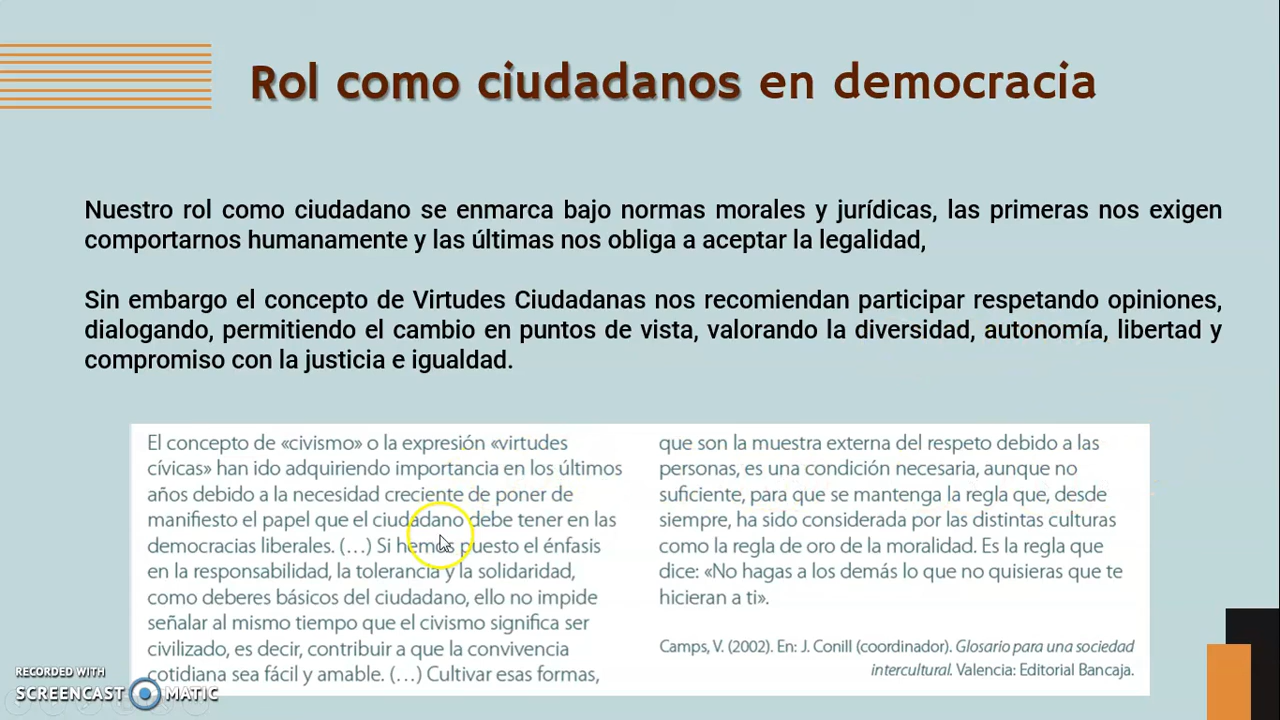 Rol como ciudadanos en democracia
Nuestro rol como ciudadano se enmarca bajo normas morales y jurídicas, las primeras nos exigen
comportarnos humanamente y las últimas nos obliga a aceptar la legalidad,
Sin embargo el concepto de Virtudes Ciudadanas nos recomiendan participar respetando opiniones,
dialogando, permitiendo el cambio en puntos de vista, valorando la diversidad, autonomía, libertad y
compromiso con la justicia e igualdad.
El concepto de «civismo» o la expresión «virtudes
cívicas» han ido adquiriendo importancia en los últimos
años debido a la necesidad creciente de poner de
manifiesto el papel que el ciudadano debe tener en las
democracias liberales. (…) Si hemos puesto el énfasis
en la responsabilidad, la tolerancia y la solidaridad,
como deberes básicos del ciudadano, ello no impide
señalar al mismo tiempo que el civismo significa ser
civilizado, es decir, contribuir a que la convivencia
cotidiana sea fácil y amable. (…) Cultivar esas formas,
que son la muestra externa del respeto debido a las
personas, es una condición necesaria, aunque no
suficiente, para que se mantenga la regla que, desde
siempre, ha sido considerada por las distintas culturas
como la regla de oro de la moralidad. Es la regla que
dice: «No hagas a los demás lo que no quisieras que te
hicieran a ti».
Camps, V. (2002). En: J. Conill (coordinador). Glosario para una sociedad
intercultural. Valencia: Editorial Bancaja.
RECORDED WITH
SCREENCAST MATIC